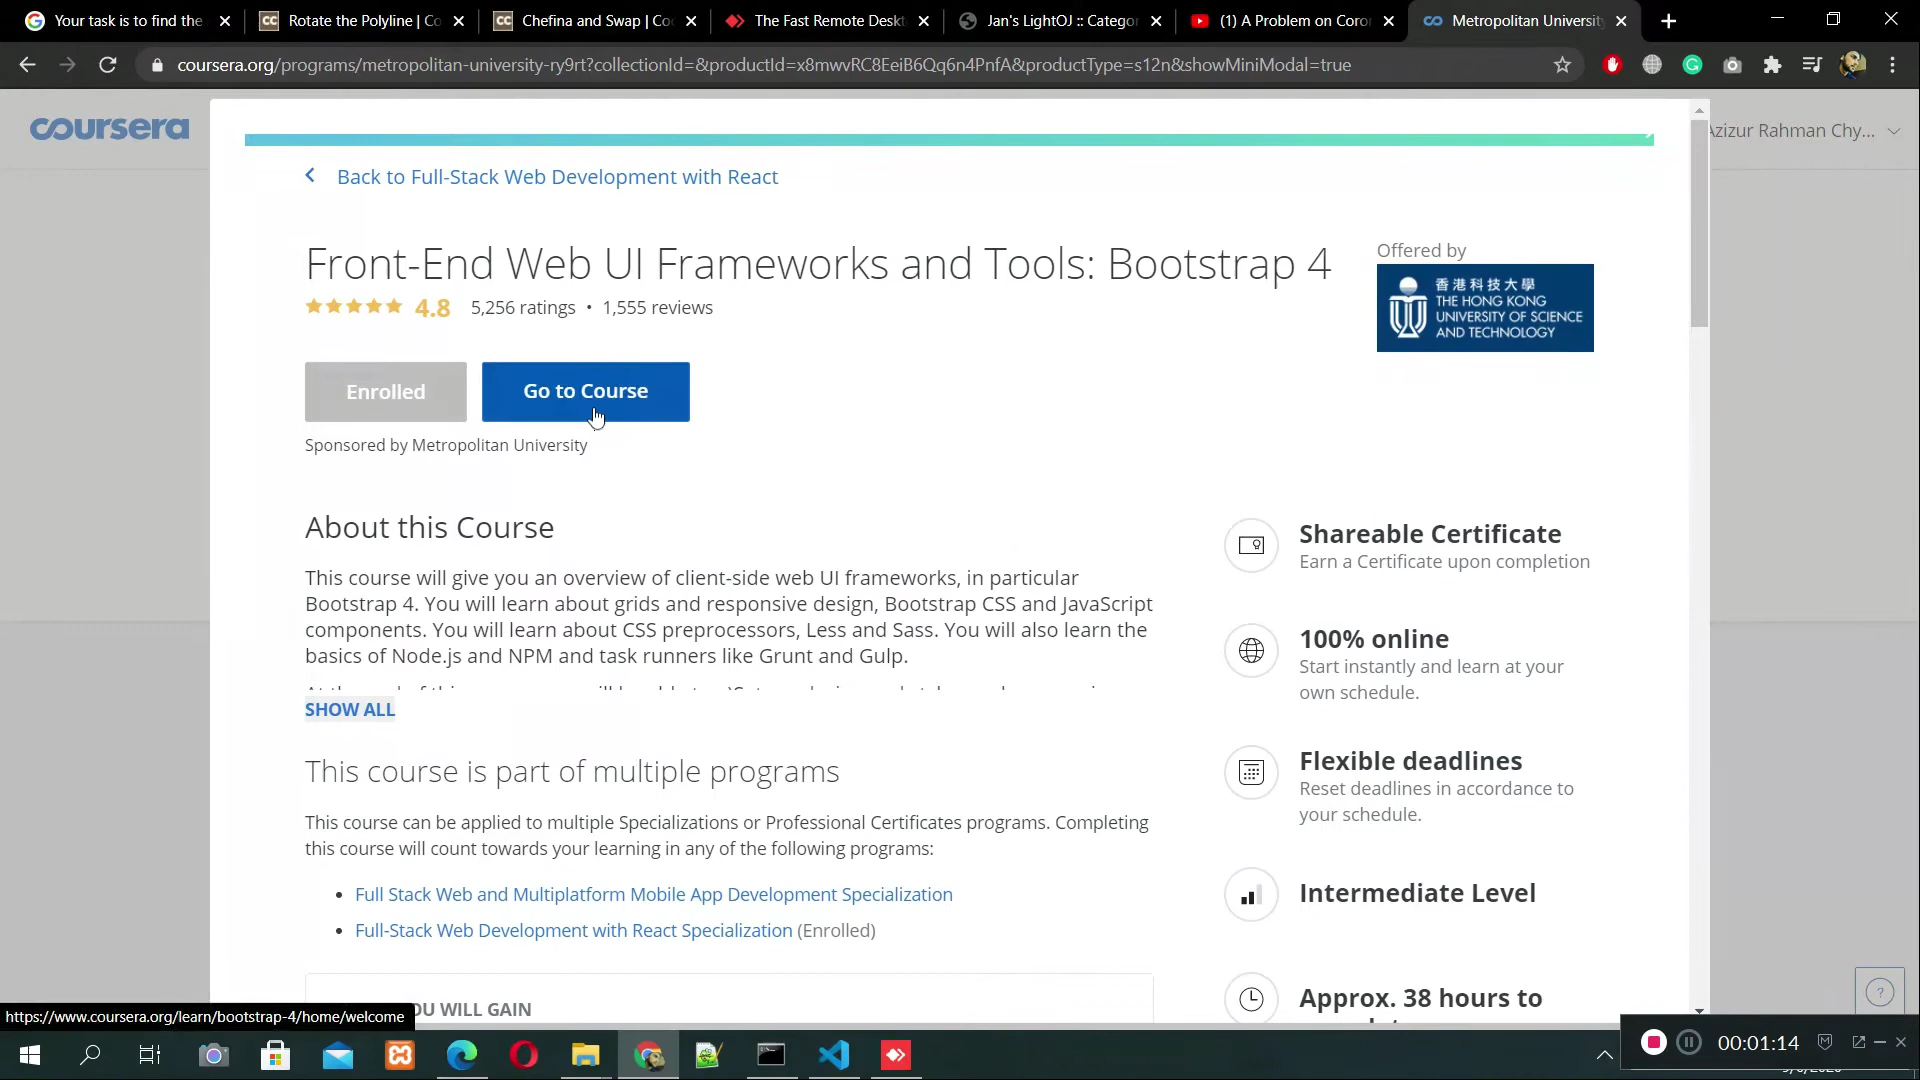 Your task is to find the
Rotate the Polyline | Co
Chefina and Swap | Co
The Fast Remote Deskt
Jan's LightOJ :: Categor
(1) A Problem on Coron
Metropolitan University
coursera.org/programs/metropolitan-university-ry9rt?collectionId=&productId=x8mwvRC8EeiB6Qq6n4PnfA&productType=s12n&showMiniModal=true
coursera
Azizur Rahman Chy...
Back to Full-Stack Web Development with React
Front-End Web UI Frameworks and Tools: Bootstrap 4
4.8 5,256 ratings • 1,555 reviews
Offered by
香港科技大學
THE HONG KONG
UNIVERSITY OF SCIENCE
AND TECHNOLOGY
Enrolled
Go to Course
Sponsored by Metropolitan University
About this Course
This course will give you an overview of client-side web UI frameworks, in particular
Bootstrap 4. You will learn about grids and responsive design, Bootstrap CSS and JavaScript
components. You will learn about CSS preprocessors, Less and Sass. You will also learn the
basics of Node.js and NPM and task runners like Grunt and Gulp.
SHOW ALL
This course is part of multiple programs
This course can be applied to multiple Specializations or Professional Certificates programs. Completing
this course will count towards your learning in any of the following programs:
• Full Stack Web and Multiplatform Mobile App Development Specialization
• Full-Stack Web Development with React Specialization (Enrolled)
OU WILL GAIN
Shareable Certificate
Earn a Certificate upon completion
100% online
Start instantly and learn at your
own schedule.
Flexible deadlines
Reset deadlines in accordance to
your schedule.
Intermediate Level
Approx. 38 hours to
https://www.coursera.org/learn/bootstrap-4/home/welcome
00:01:14